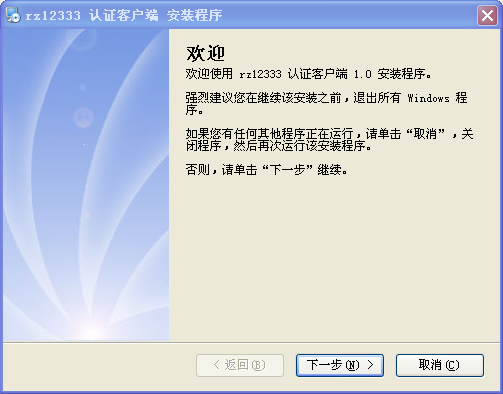 rz12333 认证客户端 安装程序
欢迎
欢迎使用 rz12333 认证客户端 1.0 安装程序。
强烈建议您在继续该安装之前，退出所有 Windows 程
序。
如果您有任何其他程序正在运行，请单击“取消”，关
闭程序，然后再次运行该安装程序。
否则，请单击“下一步”继续。
< 返回(B) 下一步(N) > 取消(C)